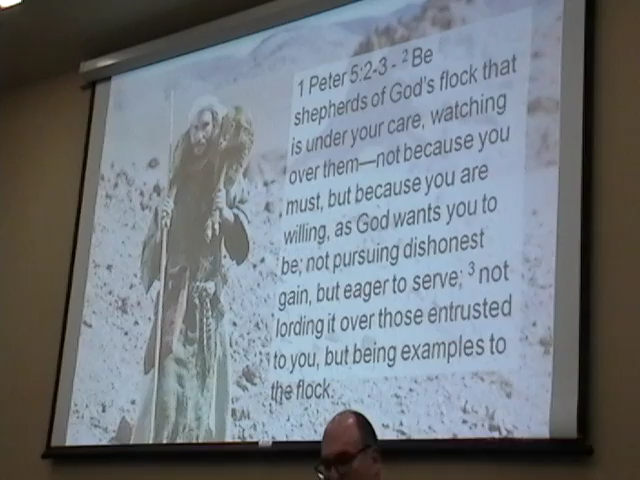 1 Peter 5:2-3 - ² Be
shepherds of God's flock that
is under your care, watching
over them—not because you
must, but because you are
willing, as God wants you to
be; not pursuing dishonest
gain, but eager to serve; ³ not
lording it over those entrusted
to you, but being examples to
the flock.